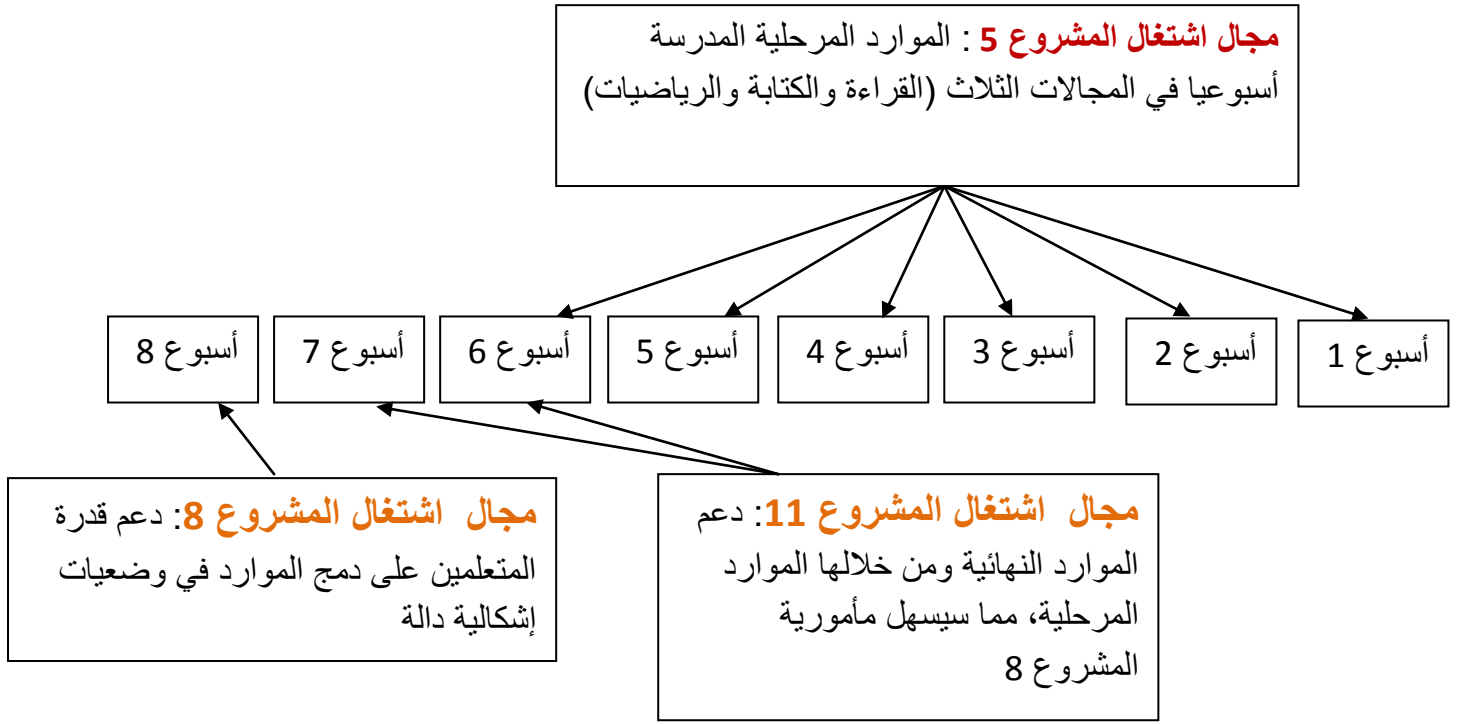 مجال اشتغال المشروع 5 : الموارد المرحلية المدرسة
أسبوعيا في المجالات الثلاث (القراءة والكتابة والرياضيات)
أسبوع 1
أسبوع 2
أسبوع 3
أسبوع 4
أسبوع 5
أسبوع 6
أسبوع 7
أسبوع 8
مجال اشتغال المشروع 11: دعم
الموارد النهائية ومن خلالها الموارد
المرحلية، مما سيسهل مأمورية
المشروع 8
مجال اشتغال المشروع 8: دعم قدرة
المتعلمين على دمج الموارد في وضعيات
إشكالية دالة